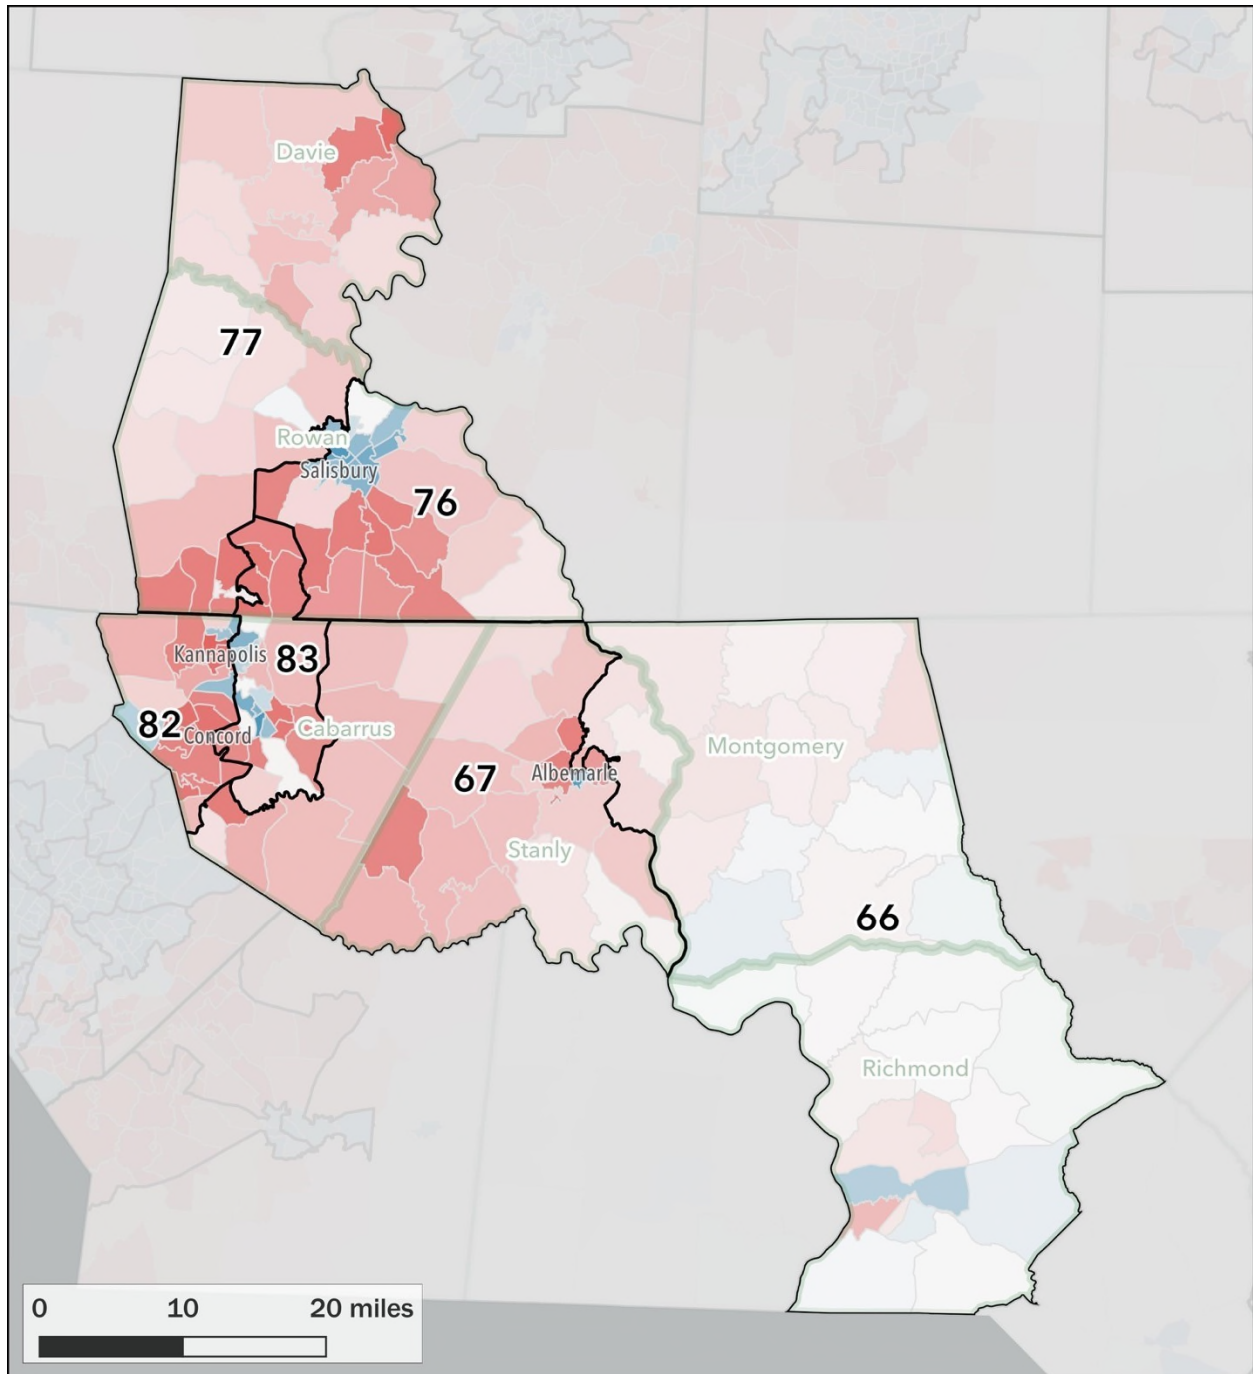 Davie
77
Rowan
Salisbury
76
Kannapolis
83
82
Concord
Cabarrus
Montgomery
67
Albemarle
Stanly
66
Richmond
0 10 20 miles